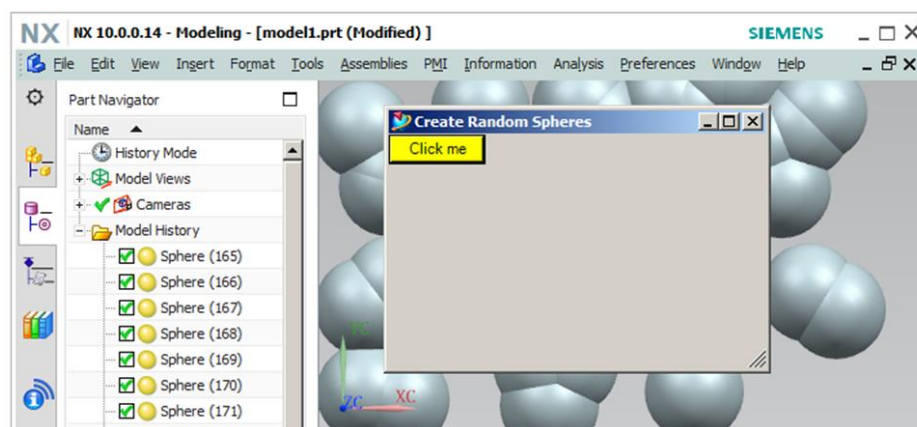 NX NX 10.0.0.14 - Modeling - [model1.prt (Modified) ] SIEMENS
File Edit View Insert Format Tools Assemblies PMI Information Analysis Preferences Window Help
Part Navigator
Name
History Mode
Model Views
Cameras
Model History
Sphere (165)
Sphere (166)
Sphere (167)
Sphere (168)
Sphere (169)
Sphere (170)
Sphere (171)
Create Random Spheres
Click me
YC
ZC XC